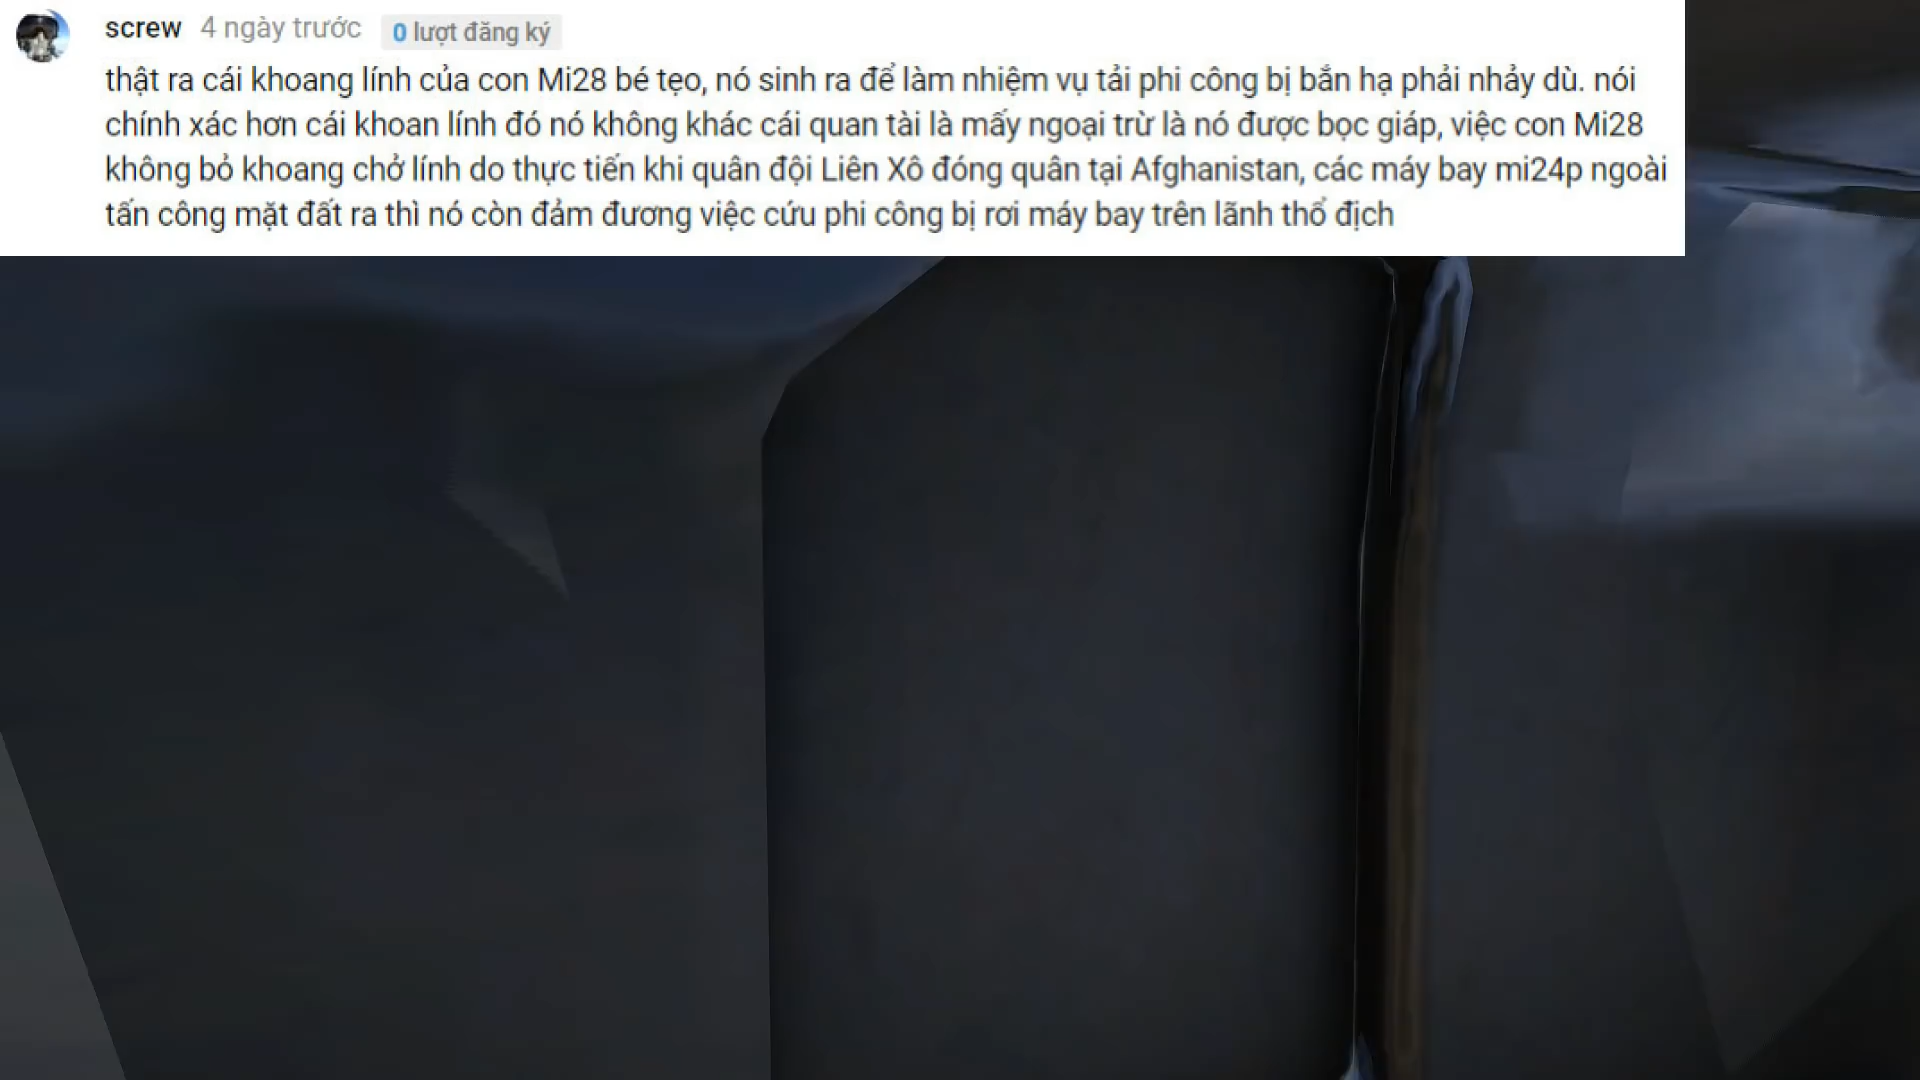 screw 4 ngày trước 0 lượt đăng ký
thật ra cái khoang lính của con Mi28 bé tẹo, nó sinh ra để làm nhiệm vụ tải phi công bị bắn hạ phải nhảy dù. nói
chính xác hơn cái khoan lính đó nó không khác cái quan tài là mấy ngoại trừ là nó được bọc giáp, việc con Mi28
không bỏ khoang chở lính do thực tiến khi quân đội Liên Xô đóng quân tại Afghanistan, các máy bay mi24p ngoài
tấn công mặt đất ra thì nó còn đảm đương việc cứu phi công bị rơi máy bay trên lãnh thổ địch